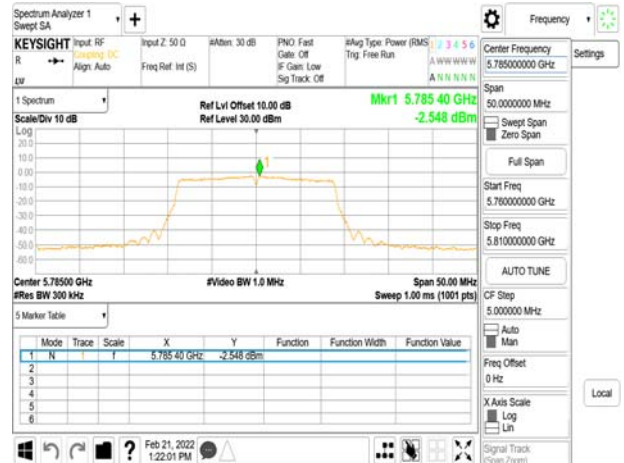 Spectrum Analyzer 1
Swept SA
+
Frequency
Settings
KEYSIGHT
R
Input: RF
Coupling: DC
Align: Auto
Input Z: 50 Ω
Freq Ref: Int (S)
#Atten: 30 dB
PNO: Fast
Gate: Off
IF Gain: Low
Sig Track: Off
#Avg Type: Power (RMS
Trig: Free Run
1 2 3 4 5 6
A W W W W W
A N N N N N
1 Spectrum
Scale/Div 10 dB
Ref Lvl Offset 10.00 dB
Ref Level 30.00 dBm
Mkr1 5.785 40 GHz
-2.548 dBm
Log
20.0
10.0
0.00
-10.0
-20.0
-30.0
-40.0
-50.0
-60.0
1
Center 5.78500 GHz
#Video BW 1.0 MHz
Span 50.00 MHz
#Res BW 300 kHz
Sweep 1.00 ms (1001 pts)
5 Marker Table
Mode Trace Scale X Y Function Function Width Function Value
1 N 1 f 5.785 40 GHz -2.548 dBm
2
3
4
5
6
Feb 21, 2022
1:22:01 PM
?
Center Frequency
5.785000000 GHz
Span
50.0000000 MHz
Swept Span
Zero Span
Full Span
Start Freq
5.760000000 GHz
Stop Freq
5.810000000 GHz
AUTO TUNE
CF Step
5.000000 MHz
Auto
Man
Freq Offset
0 Hz
X Axis Scale
Log
Lin
Signal Track
(Span Zoom)
Local